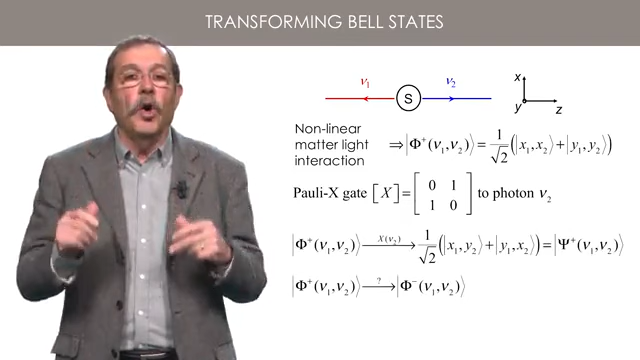 TRANSFORMING BELL STATES
ν₁ ν₂ x
S
y z
Non-linear
matter light
interaction
⇒ |Φ⁺(ν₁,ν₂)⟩ = 1/√2 (|x₁,x₂⟩ + |y₁,y₂⟩)
Pauli-X gate [X] = [0 1; 1 0] to photon ν₂
|Φ⁺(ν₁,ν₂)⟩ —X(ν₂)→ 1/√2 (|x₁,y₂⟩ + |y₁,x₂⟩) = |Ψ⁺(ν₁,ν₂)⟩
|Φ⁺(ν₁,ν₂)⟩ —?→ |Φ⁻(ν₁,ν₂)⟩